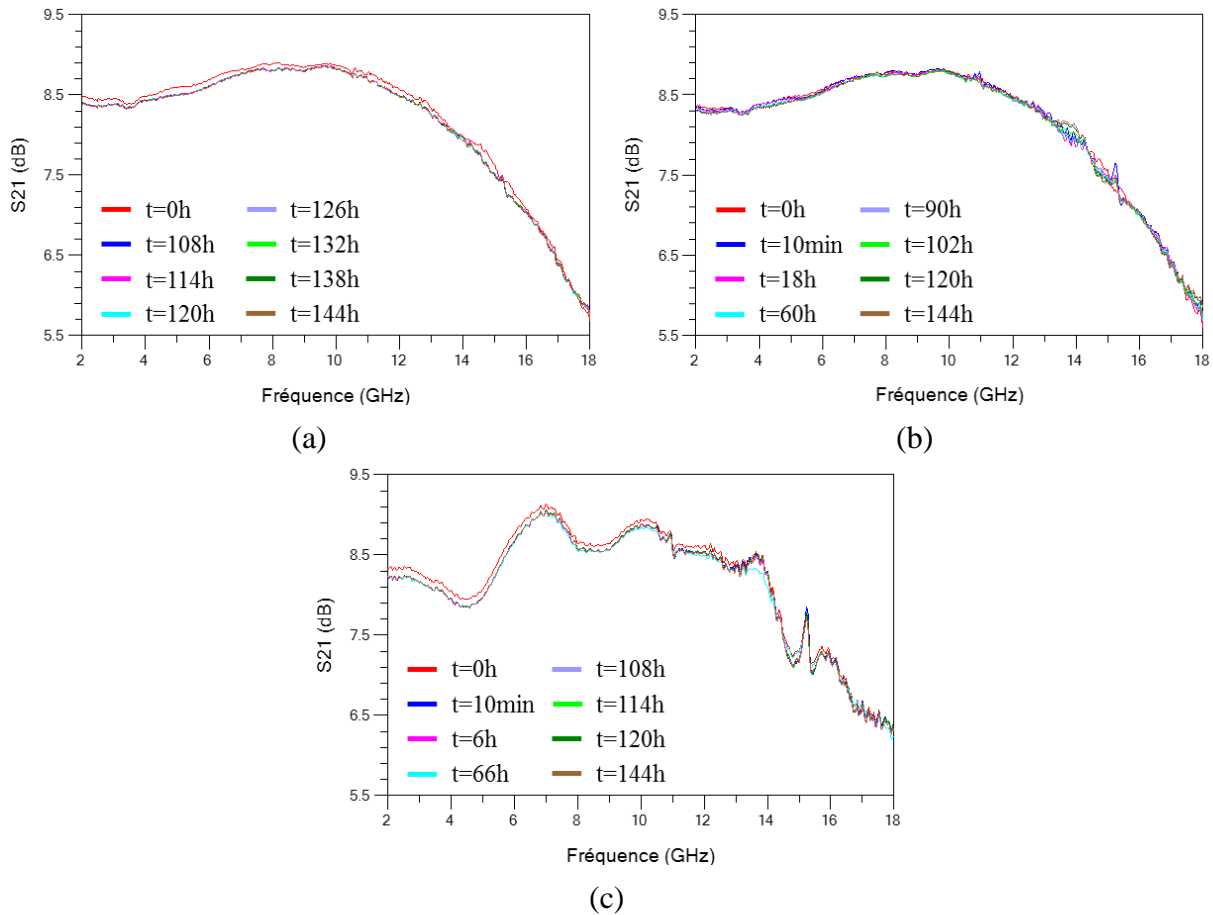 9.5
8.5
7.5
6.5
5.5
S21 (dB)
t=0h
t=108h
t=114h
t=120h
t=126h
t=132h
t=138h
t=144h
2 4 6 8 10 12 14 16 18
Fréquence (GHz)
(a)
9.5
8.5
7.5
6.5
5.5
S21 (dB)
t=0h
t=10min
t=18h
t=60h
t=90h
t=102h
t=120h
t=144h
2 4 6 8 10 12 14 16 18
Fréquence (GHz)
(b)
9.5
8.5
7.5
6.5
5.5
S21 (dB)
t=0h
t=10min
t=6h
t=66h
t=108h
t=114h
t=120h
t=144h
2 4 6 8 10 12 14 16 18
Fréquence (GHz)
(c)